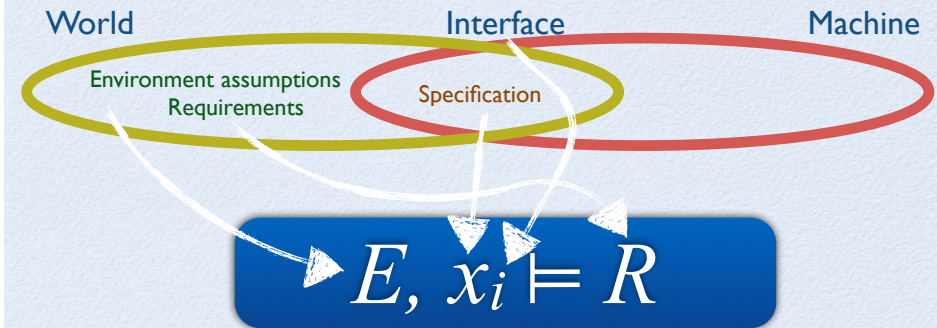 World Interface Machine
Environment assumptions
Requirements
Specification
E, xᵢ ⊨ R